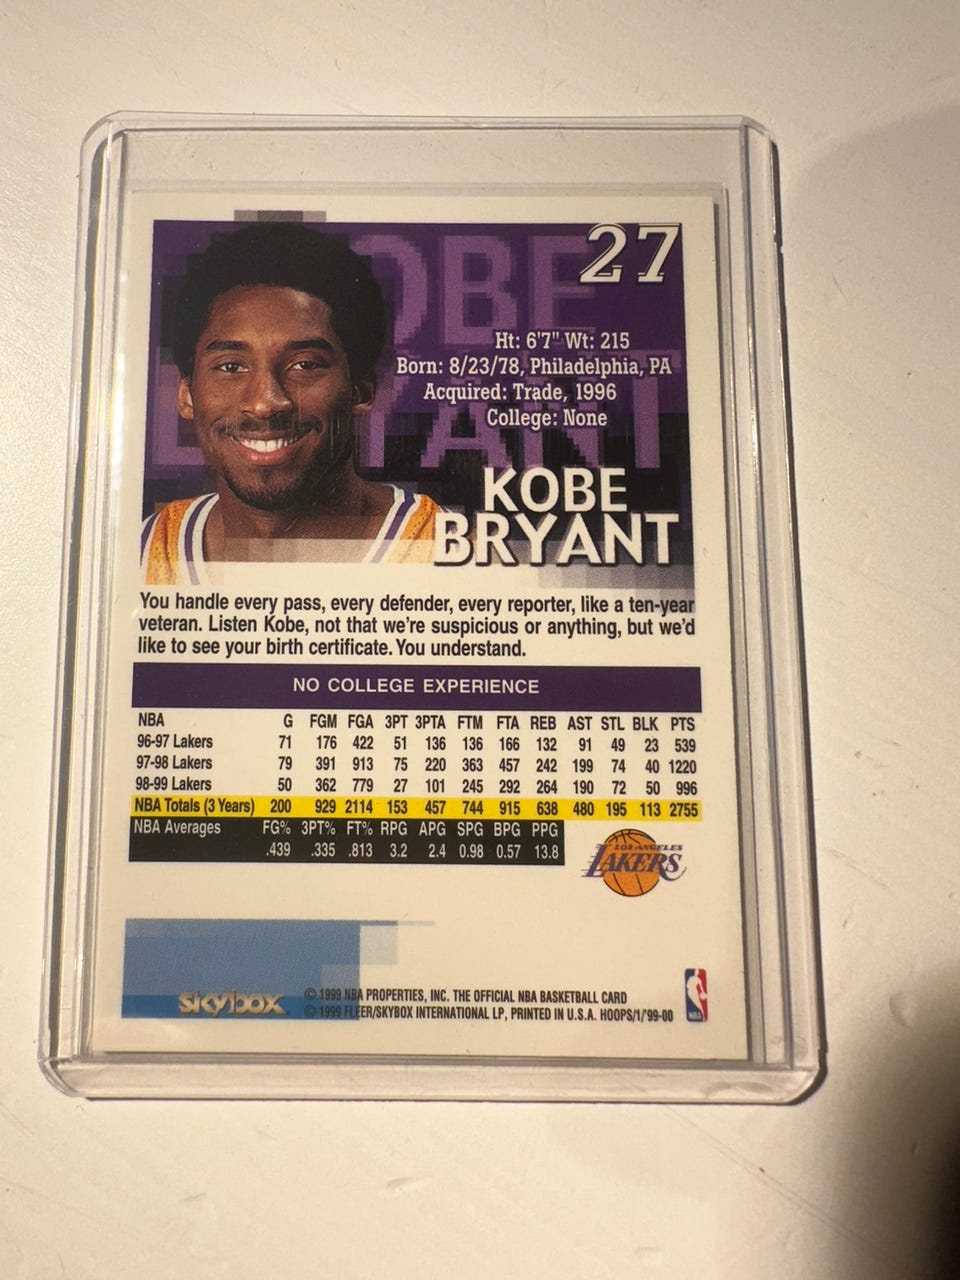 KOBE
BRYANT
27
Ht: 6'7" Wt: 215
Born: 8/23/78, Philadelphia, PA
Acquired: Trade, 1996
College: None
KOBE
BRYANT
You handle every pass, every defender, every reporter, like a ten-year
veteran. Listen Kobe, not that we're suspicious or anything, but we'd
like to see your birth certificate. You understand.
NO COLLEGE EXPERIENCE
NBA G FGM FGA 3PT 3PTA FTM FTA REB AST STL BLK PTS
96-97 Lakers 71 176 422 51 136 136 166 132 91 49 23 539
97-98 Lakers 79 391 913 75 220 363 457 242 199 74 40 1220
98-99 Lakers 50 362 779 27 101 245 292 264 190 72 50 996
NBA Totals (3 Years) 200 929 2114 153 457 744 915 638 480 195 113 2755
NBA Averages FG% 3PT% FT% RPG APG SPG BPG PPG
.439 .335 .813 3.2 2.4 0.98 0.57 13.8
LOS ANGELES
LAKERS
skybox
© 1999 NBA PROPERTIES, INC. THE OFFICIAL NBA BASKETBALL CARD
© 1999 FLEER/SKYBOX INTERNATIONAL LP, PRINTED IN U.S.A. HOOPS/1/'99-00
NBA